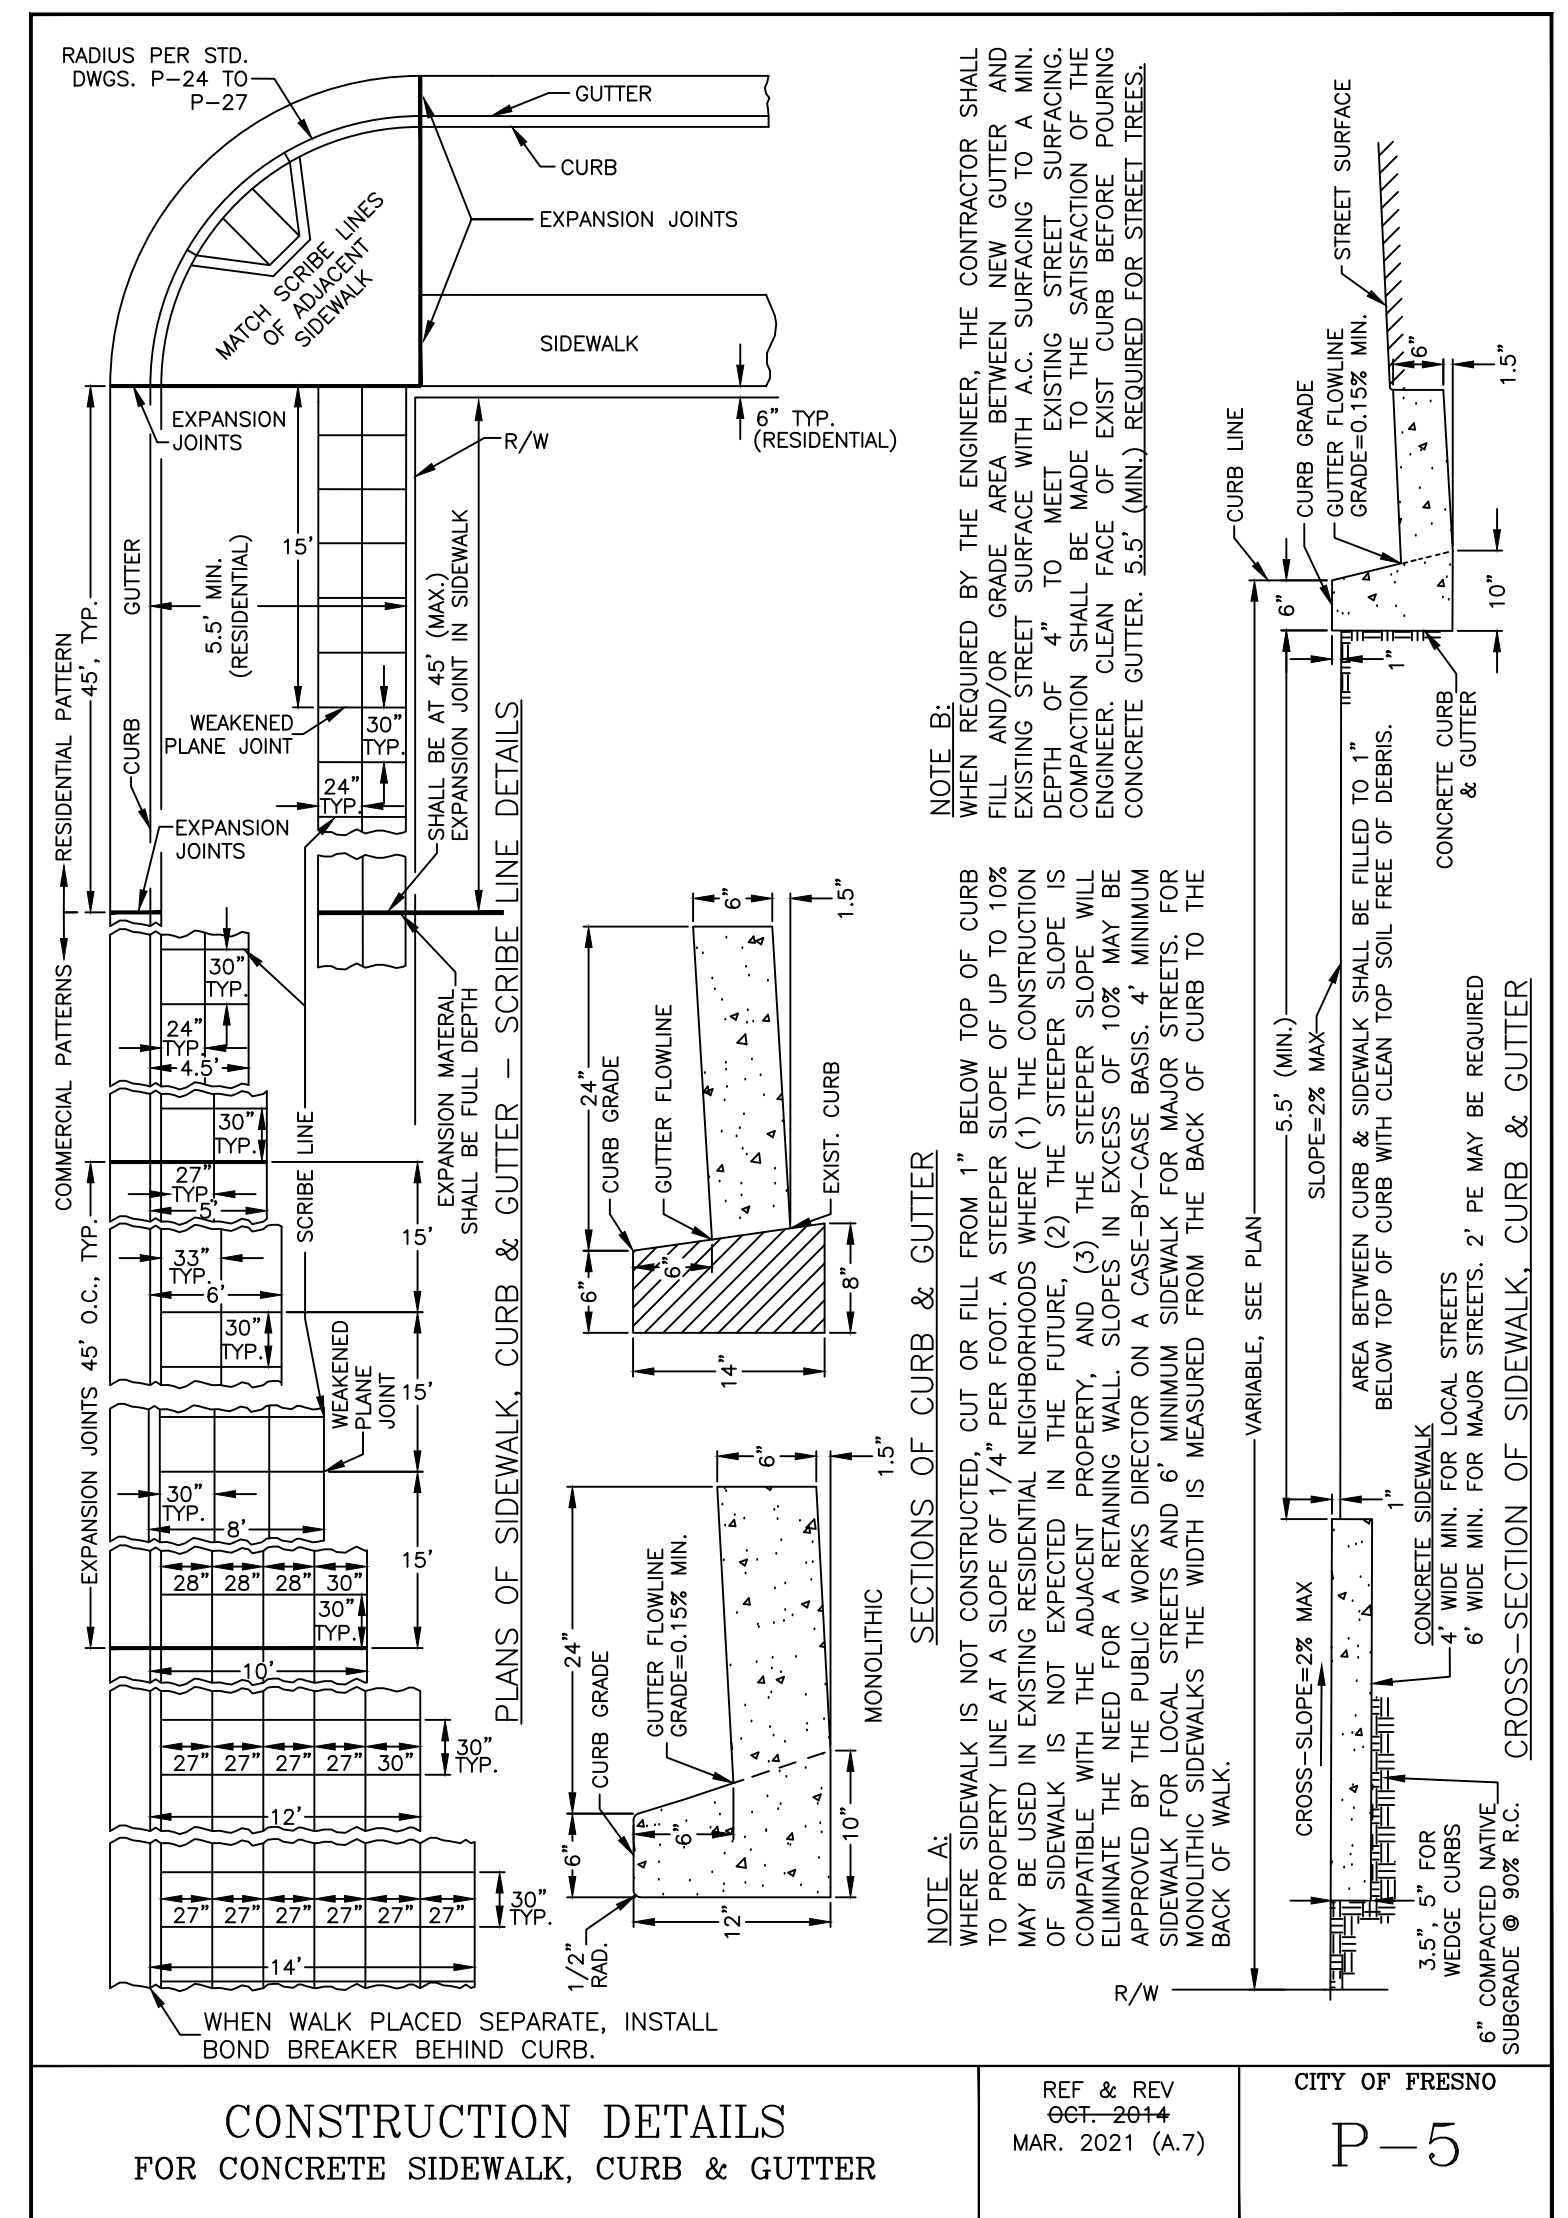 RADIUS PER STD.
DWGS. P-24 TO
P-27
GUTTER
CURB
EXPANSION JOINTS
MATCH SCRIBE LINES
OF ADJACENT
SIDEWALK
SIDEWALK
6" TYP.
(RESIDENTIAL)
EXPANSION
JOINTS
R/W
GUTTER
5.5' MIN.
(RESIDENTIAL)
15'
45', TYP.
RESIDENTIAL PATTERN
CURB
WEAKENED
PLANE JOINT
30"
TYP.
24"
TYP.
SHALL BE AT 45' (MAX.)
EXPANSION JOINT IN SIDEWALK
EXPANSION
JOINTS
COMMERCIAL PATTERNS
30"
TYP.
24"
TYP.
4.5'
30"
TYP.
27"
TYP.
5'
SCRIBE LINE
EXPANSION MATERAL
SHALL BE FULL DEPTH
EXPANSION JOINTS 45' O.C., TYP.
33"
TYP.
6'
30"
TYP.
15'
15'
15'
WEAKENED
PLANE
JOINT
30"
TYP.
8'
28" 28" 28" 30"
30"
TYP.
10'
27" 27" 27" 27" 30"
30"
TYP.
12'
27" 27" 27" 27" 27" 27"
30"
TYP.
14'
WHEN WALK PLACED SEPARATE, INSTALL
BOND BREAKER BEHIND CURB.
PLANS OF SIDEWALK, CURB & GUTTER - SCRIBE LINE DETAILS
24"
CURB GRADE
GUTTER FLOWLINE
EXIST. CURB
6"
1.5"
6"
6"
8"
14"
24"
CURB GRADE
GUTTER FLOWLINE
GRADE=0.15% MIN.
MONOLITHIC
6"
1.5"
6"
6"
10"
12"
1/2"
RAD.
SECTIONS OF CURB & GUTTER
NOTE A:
WHERE SIDEWALK IS NOT CONSTRUCTED, CUT OR FILL FROM 1" BELOW TOP OF CURB
TO PROPERTY LINE AT A SLOPE OF 1/4" PER FOOT. A STEEPER SLOPE OF UP TO 10%
MAY BE USED IN EXISTING RESIDENTIAL NEIGHBORHOODS WHERE (1) THE CONSTRUCTION
OF SIDEWALK IS NOT EXPECTED IN THE FUTURE, (2) THE STEEPER SLOPE IS
COMPATIBLE WITH THE ADJACENT PROPERTY, AND (3) THE STEEPER SLOPE WILL
ELIMINATE THE NEED FOR A RETAINING WALL. SLOPES IN EXCESS OF 10% MAY BE
APPROVED BY THE PUBLIC WORKS DIRECTOR ON A CASE-BY-CASE BASIS. 4' MINIMUM
SIDEWALK FOR LOCAL STREETS AND 6' MINIMUM SIDEWALK FOR MAJOR STREETS. FOR
MONOLITHIC SIDEWALKS THE WIDTH IS MEASURED FROM THE BACK OF CURB TO THE
BACK OF WALK.
NOTE B:
WHEN REQUIRED BY THE ENGINEER, THE CONTRACTOR SHALL
FILL AND/OR GRADE AREA BETWEEN NEW GUTTER AND
EXISTING STREET SURFACE WITH A.C. SURFACING TO A MIN.
DEPTH OF 4" TO MEET EXISTING STREET SURFACING.
COMPACTION SHALL BE MADE TO THE SATISFACTION OF THE
ENGINEER. CLEAN FACE OF EXIST CURB BEFORE POURING
CONCRETE GUTTER. 5.5' (MIN.) REQUIRED FOR STREET TREES.
STREET SURFACE
CURB LINE
CURB GRADE
GUTTER FLOWLINE
GRADE=0.15% MIN.
6"
1.5"
6"
10"
1"
CONCRETE CURB
& GUTTER
VARIABLE, SEE PLAN
5.5' (MIN.)
SLOPE=2% MAX
AREA BETWEEN CURB & SIDEWALK SHALL BE FILLED TO 1"
BELOW TOP OF CURB WITH CLEAN TOP SOIL FREE OF DEBRIS.
1"
CROSS-SLOPE=2% MAX
CONCRETE SIDEWALK
4' WIDE MIN. FOR LOCAL STREETS
6' WIDE MIN. FOR MAJOR STREETS. 2' PE MAY BE REQUIRED
R/W
3.5", 5" FOR
WEDGE CURBS
6" COMPACTED NATIVE
SUBGRADE @ 90% R.C.
CROSS-SECTION OF SIDEWALK, CURB & GUTTER
CONSTRUCTION DETAILS
FOR CONCRETE SIDEWALK, CURB & GUTTER
REF & REV
OCT. 2014
MAR. 2021 (A.7)
CITY OF FRESNO
P-5